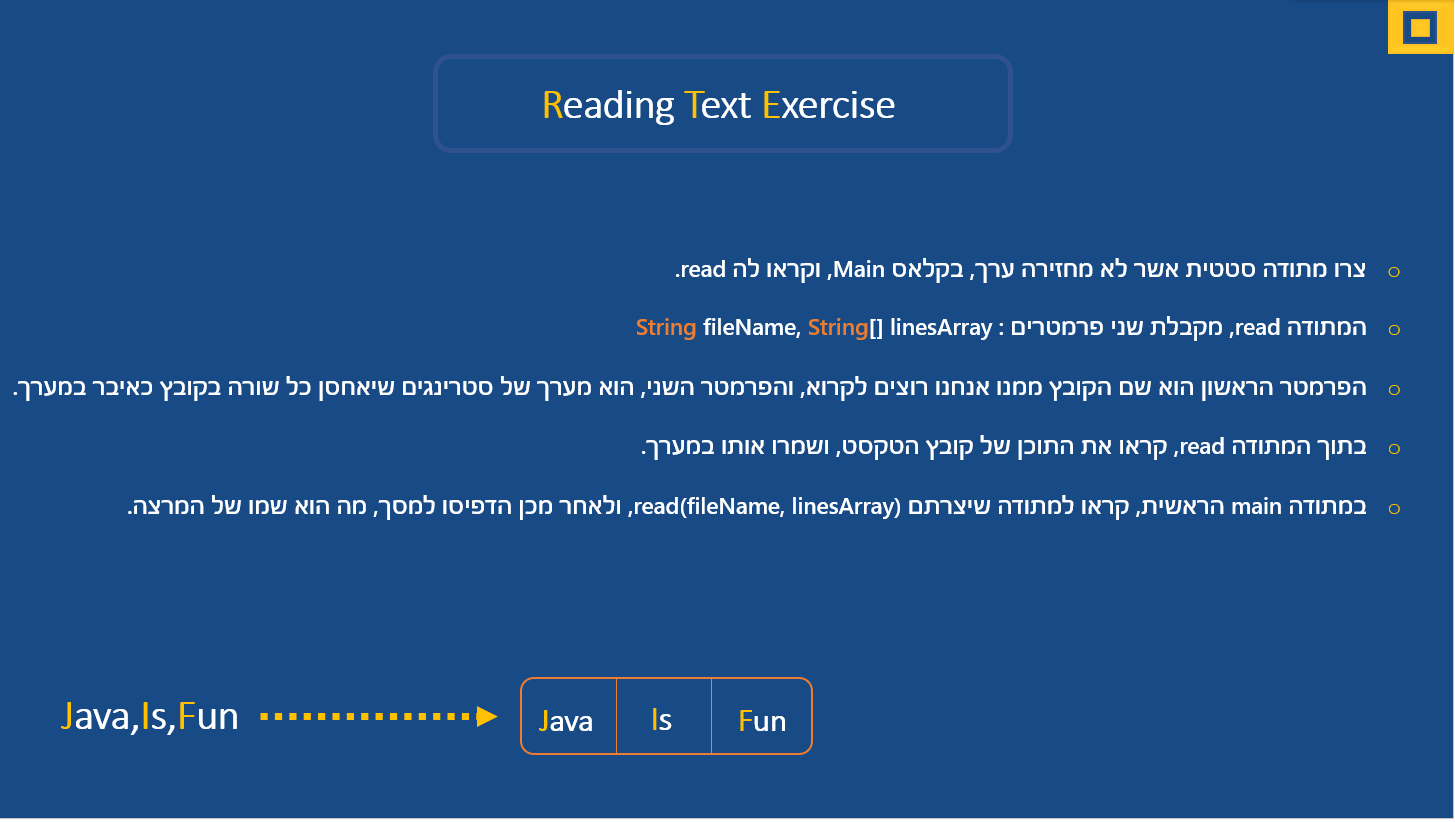 Reading Text Exercise
צרו מתודה סטטית אשר לא מחזירה ערך, בקלאס Main, וקראו לה read.
המתודה read, מקבלת שני פרמטרים : String fileName, String[] linesArray
הפרמטר הראשון הוא שם הקובץ ממנו אנחנו רוצים לקרוא, והפרמטר השני, הוא מערך של סטרינגים שיאחסן כל שורה בקובץ כאיבר במערך.
בתוך המתודה read, קראו את התוכן של קובץ הטקסט, ושמרו אותו במערך.
במתודה main הראשית, קראו למתודה שיצרתם read(fileName, linesArray), ולאחר מכן הדפיסו למסך, מה הוא שמו של המרצה.
Java,Is,Fun
Java Is Fun